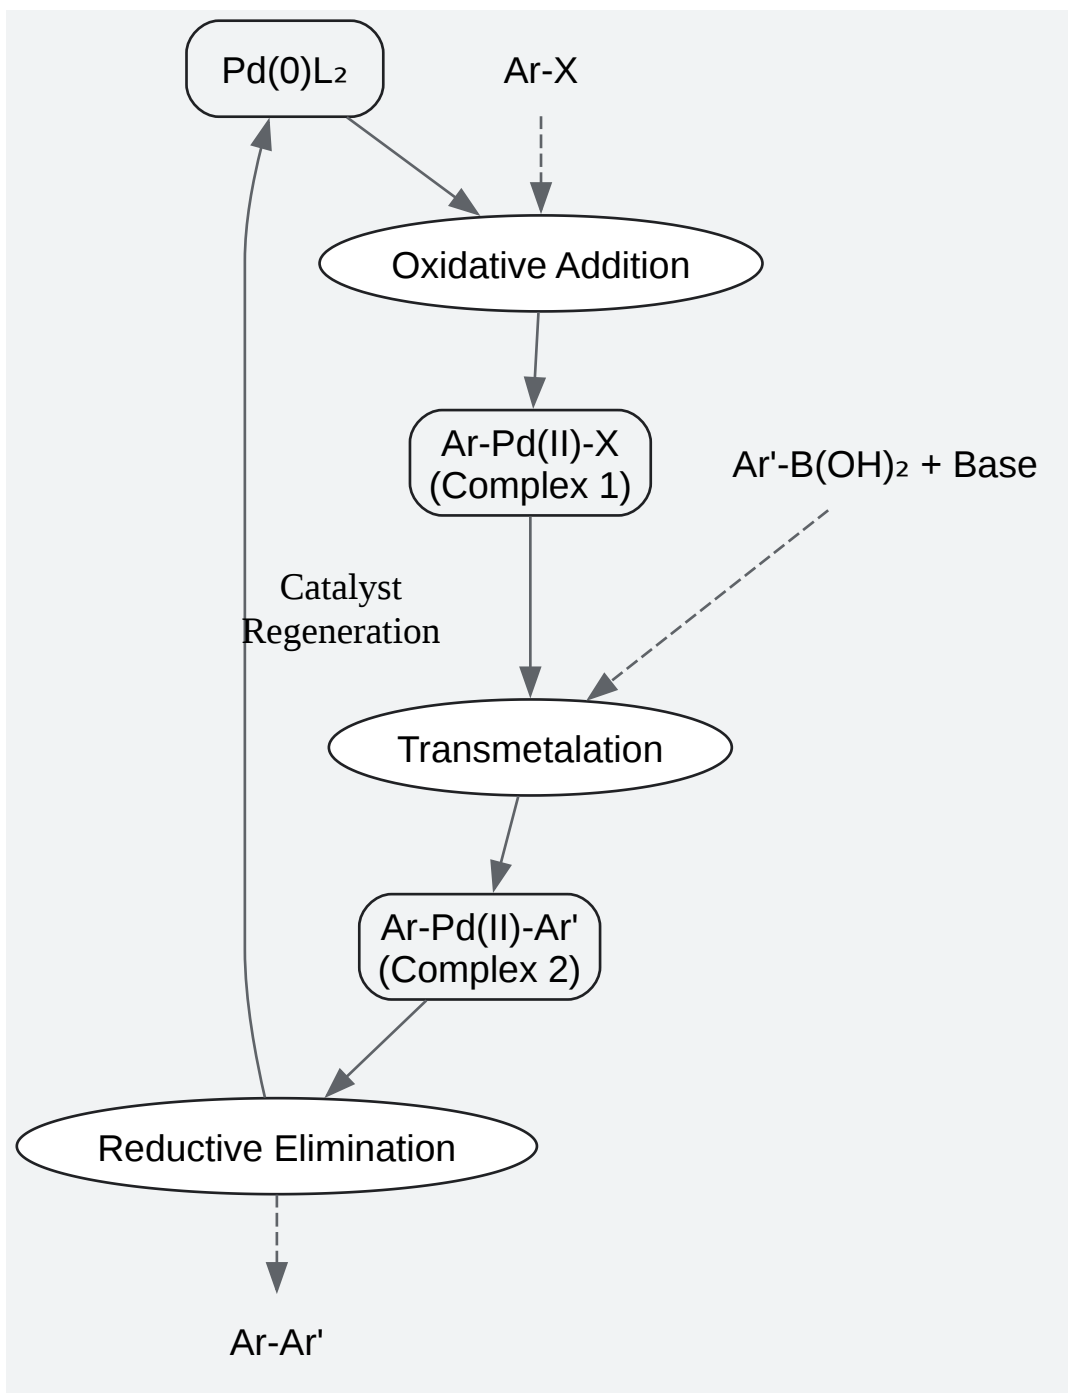 Pd(0)L₂
Ar-X
Oxidative Addition
Ar-Pd(II)-X
(Complex 1)
Ar'-B(OH)₂ + Base
Catalyst
Regeneration
Transmetalation
Ar-Pd(II)-Ar'
(Complex 2)
Reductive Elimination
Ar-Ar'